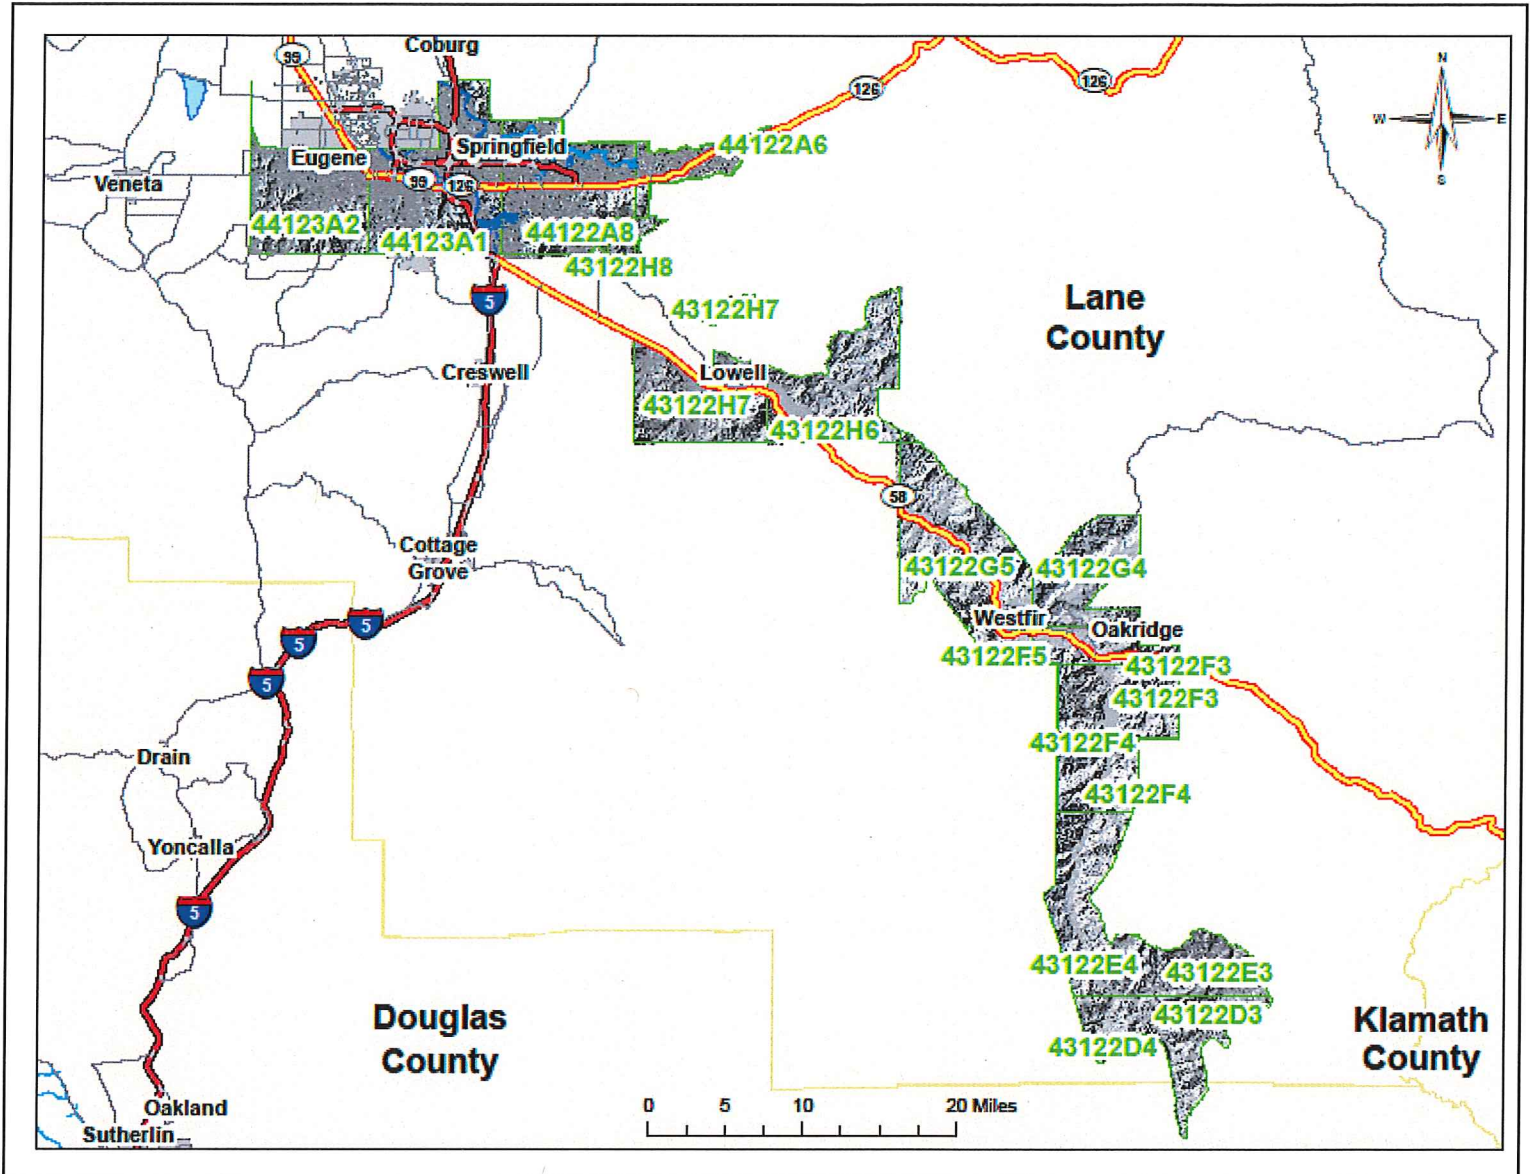 Coburg
99
N
126
126
W
E
S
Springfield
44122A6
Eugene
Veneta
99
126
44123A2
44123A1
44122A8
43122H8
5
43122H7
Lane
County
Creswell
Lowell
43122H7
43122H6
58
Cottage
Grove
43122G5
43122G4
Westfir
Oakridge
5
5
5
43122F5
43122F3
43122F3
43122F4
Drain
43122F4
Yoncalla
5
43122E4
43122E3
43122D3
Douglas
County
Klamath
County
43122D4
0 5 10 20 Miles
Oakland
Sutherlin